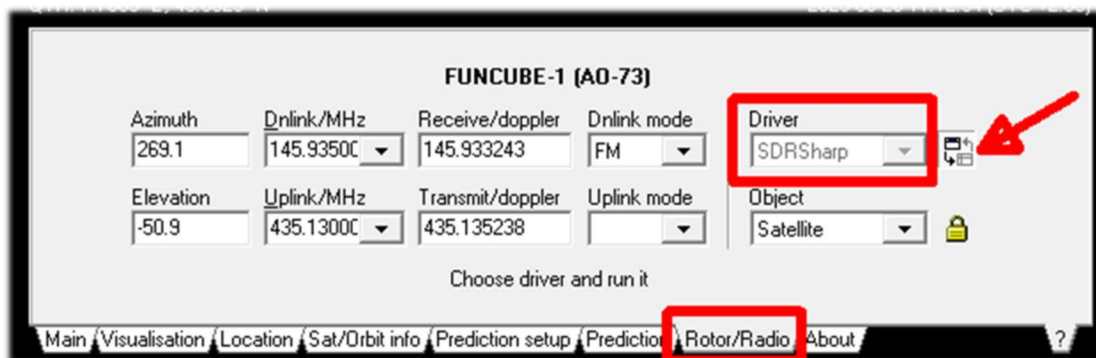 FUNCUBE-1 (AO-73)
Azimuth Dnlink/MHz Receive/doppler Dnlink mode Driver
269.1 145.93500 145.933243 FM SDRSharp
Elevation Uplink/MHz Transmit/doppler Uplink mode Object
-50.9 435.13000 435.135238 Satellite
Choose driver and run it
Main Visualisation Location Sat/Orbit info Prediction setup Prediction Rotor/Radio About ?